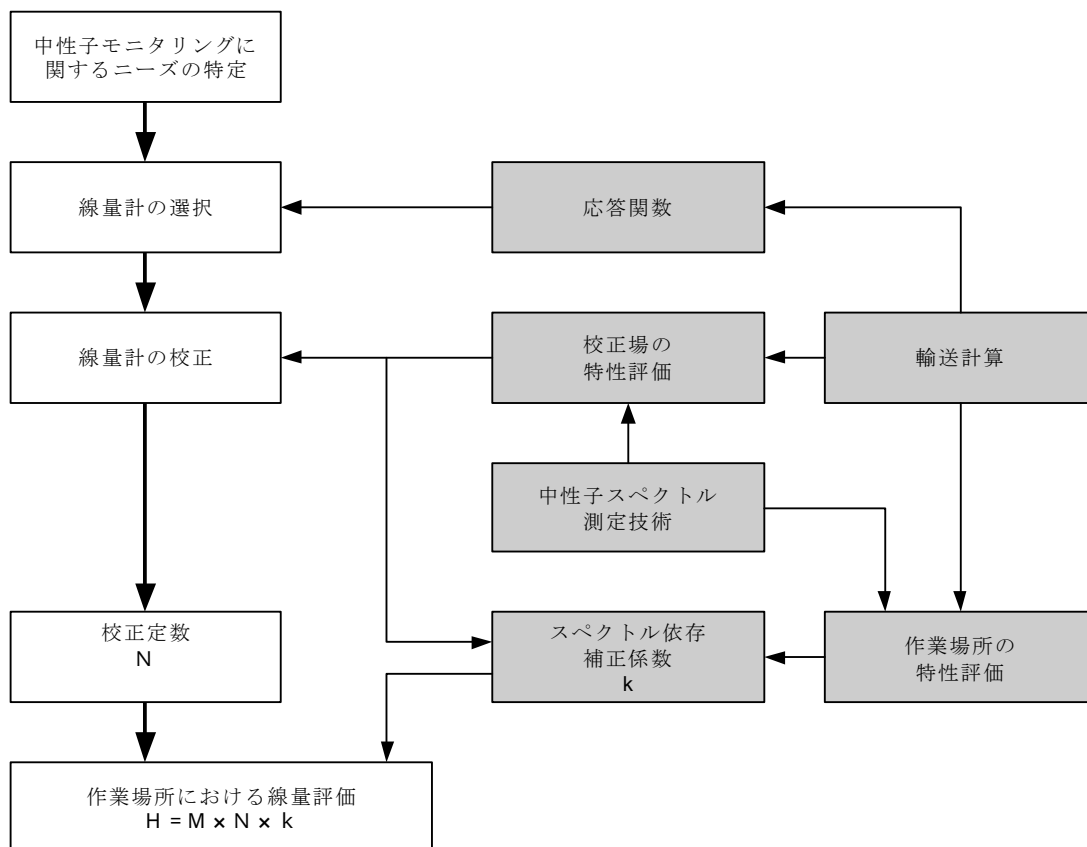 中性子モニタリングに
関するニーズの特定
線量計の選択
応答関数
線量計の校正
校正場の
特性評価
輸送計算
中性子スペクトル
測定技術
校正定数
N
スペクトル依存
補正係数
k
作業場所の
特性評価
作業場所における線量評価
H = M × N × k